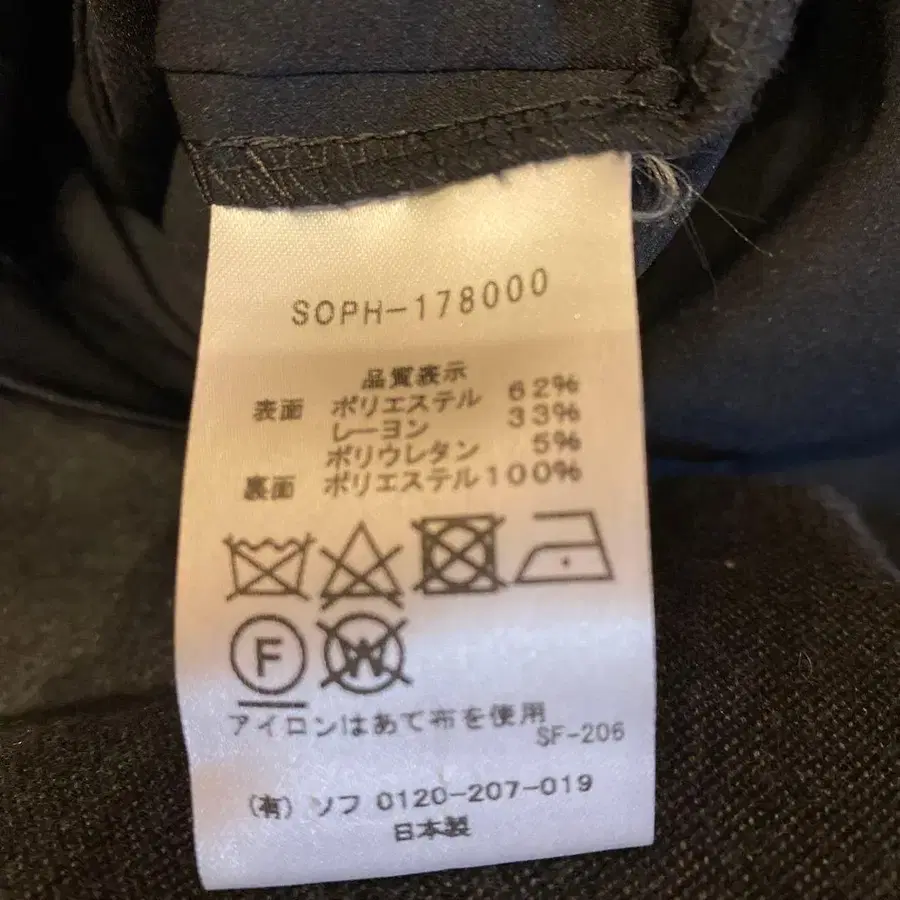 SOPH-178000
品質表示
表面 ポリエステル 62%
レーヨン 33%
ポリウレタン 5%
裏面 ポリエステル 100%
F W
アイロンはあて布を使用
SF-206
(有) ソフ 0120-207-019
日本製